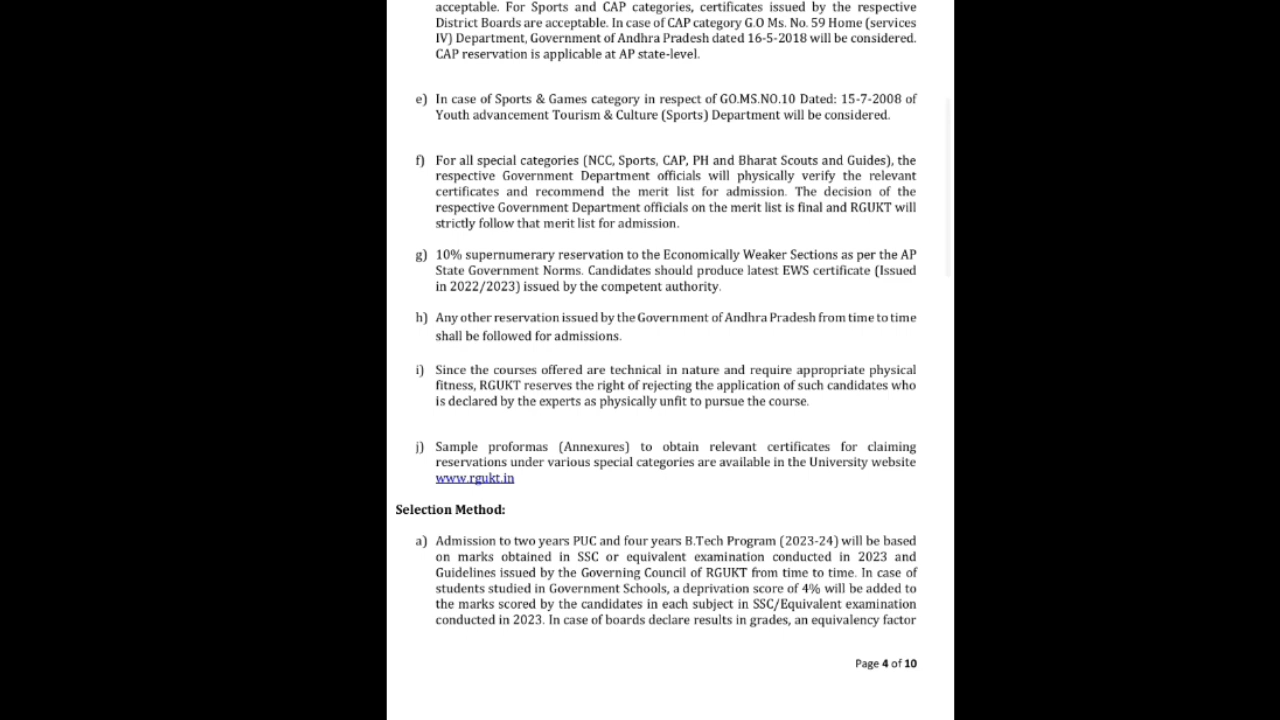 acceptable. For Sports and CAP categories, certificates issued by the respective
District Boards are acceptable. In case of CAP category G.O Ms. No. 59 Home (services
IV) Department, Government of Andhra Pradesh dated 16-5-2018 will be considered.
CAP reservation is applicable at AP state-level.
e) In case of Sports & Games category in respect of GO.MS.NO.10 Dated: 15-7-2008 of
Youth advancement Tourism & Culture (Sports) Department will be considered.
f) For all special categories (NCC, Sports, CAP, PH and Bharat Scouts and Guides), the
respective Government Department officials will physically verify the relevant
certificates and recommend the merit list for admission. The decision of the
respective Government Department officials on the merit list is final and RGUKT will
strictly follow that merit list for admission.
g) 10% supernumerary reservation to the Economically Weaker Sections as per the AP
State Government Norms. Candidates should produce latest EWS certificate (Issued
in 2022/2023) issued by the competent authority.
h) Any other reservation issued by the Government of Andhra Pradesh from time to time
shall be followed for admissions.
i) Since the courses offered are technical in nature and require appropriate physical
fitness, RGUKT reserves the right of rejecting the application of such candidates who
is declared by the experts as physically unfit to pursue the course.
j) Sample proformas (Annexures) to obtain relevant certificates for claiming
reservations under various special categories are available in the University website
www.rgukt.in
Selection Method:
a) Admission to two years PUC and four years B.Tech Program (2023-24) will be based
on marks obtained in SSC or equivalent examination conducted in 2023 and
Guidelines issued by the Governing Council of RGUKT from time to time. In case of
students studied in Government Schools, a deprivation score of 4% will be added to
the marks scored by the candidates in each subject in SSC/Equivalent examination
conducted in 2023. In case of boards declare results in grades, an equivalency factor
Page 4 of 10